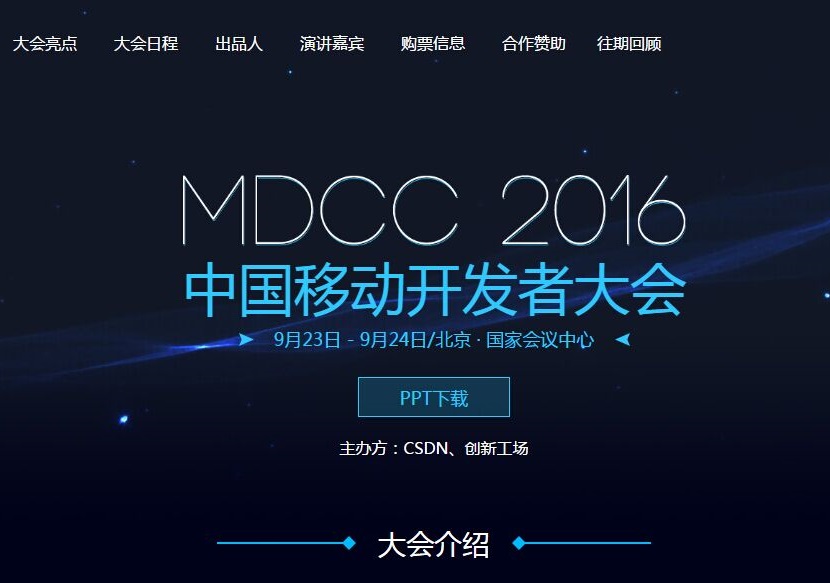 大会亮点 大会日程 出品人 演讲嘉宾 购票信息 合作赞助 往期回顾
MDCC 2016
中国移动开发者大会
9月23日 - 9月24日/北京 · 国家会议中心
PPT下载
主办方：CSDN、创新工场
大会介绍